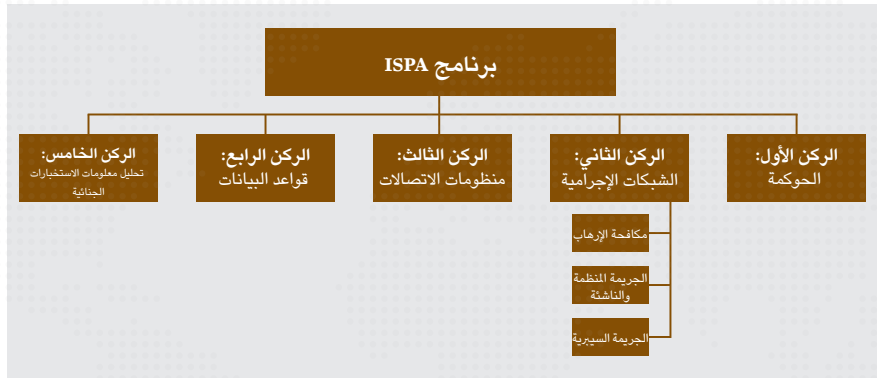 برنامج ISPA
الركن الأول:
الحوكمة
الركن الثاني:
الشبكات الإجرامية
الركن الثالث:
منظومات الاتصالات
الركن الرابع:
قواعد البيانات
الركن الخامس:
تحليل معلومات الاستخبارات
الجنائية
مكافحة الإرهاب
الجريمة المنظمة
والناشئة
الجريمة السيبرية